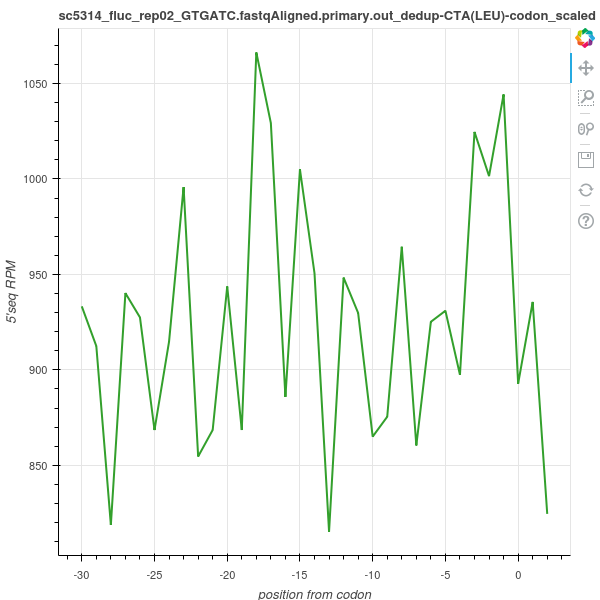 sc5314_fluc_rep02_GTGATC.fastqAligned.primary.out_dedup-CTA(LEU)-codon_scaled
1050
1000
950
900
850
5'seq RPM
-30 -25 -20 -15 -10 -5 0
position from codon